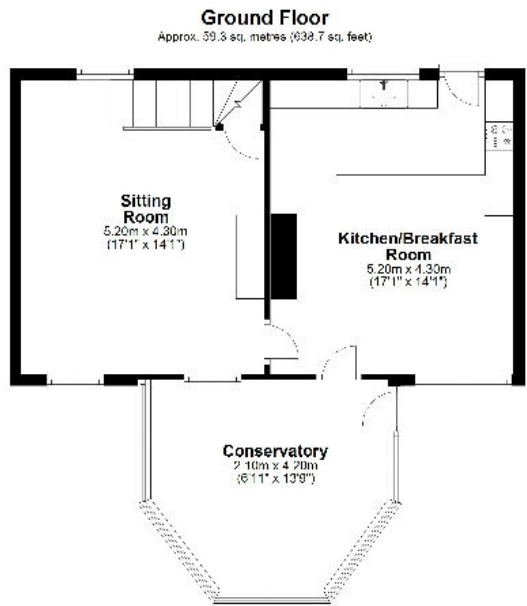 Ground Floor
Approx. 59.3 sq. metres (638.7 sq. feet)
Sitting
Room
5.20m x 4.30m
(17'1" x 14'1")
Kitchen/Breakfast
Room
5.20m x 4.30m
(17'1" x 14'1")
Conservatory
2.10m x 4.20m
(6'11" x 13'9")